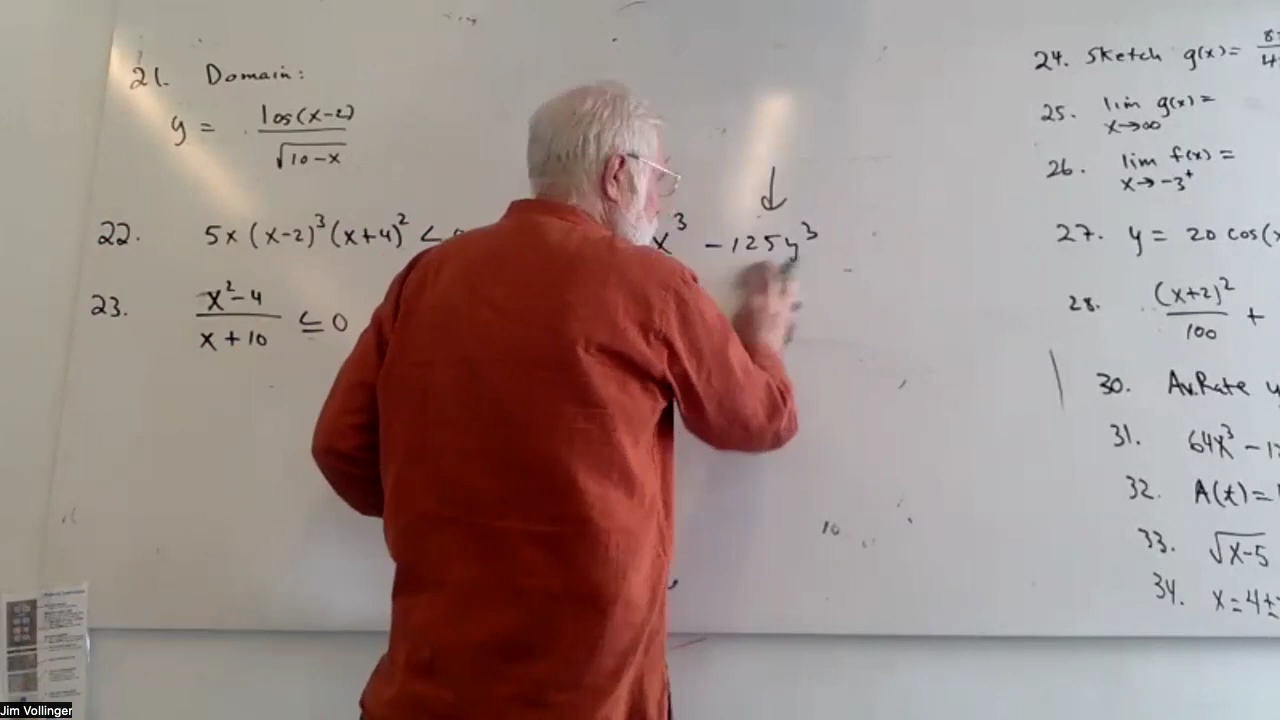 21. Domain:
y = log(x-2) / √10-x
22. 5x(x-2)³(x+4)² <
23. x²-4 / x+10 ≤ 0
x³ -125y³
10
24. Sketch g(x)=
25. lim x→∞ g(x)=
26. lim x→-3⁺ f(x)=
27. y = 20 cos(x
28. (x+2)² / 100 +
30. Av.Rate
31. 64x³ - 12
32. A(t)=
33. √x-5
34. x=4±
Jim Vollinger